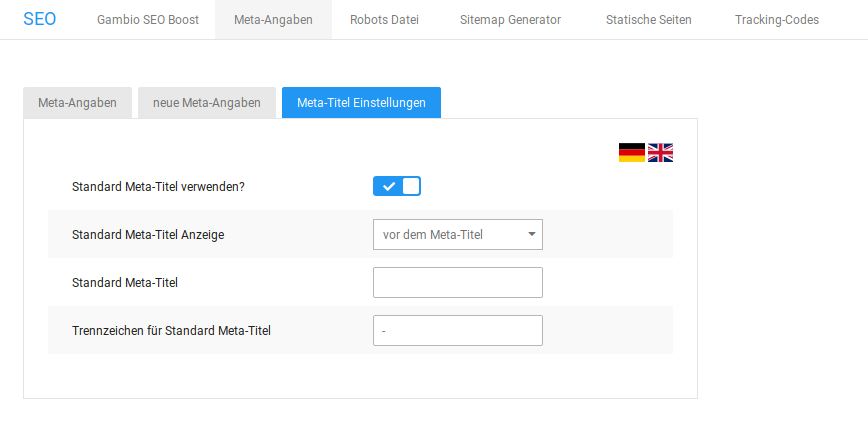 SEO Gambio SEO Boost Meta-Angaben Robots Datei Sitemap Generator Statische Seiten Tracking-Codes
Meta-Angaben neue Meta-Angaben Meta-Titel Einstellungen
Standard Meta-Titel verwenden?
Standard Meta-Titel Anzeige vor dem Meta-Titel
Standard Meta-Titel
Trennzeichen für Standard Meta-Titel -